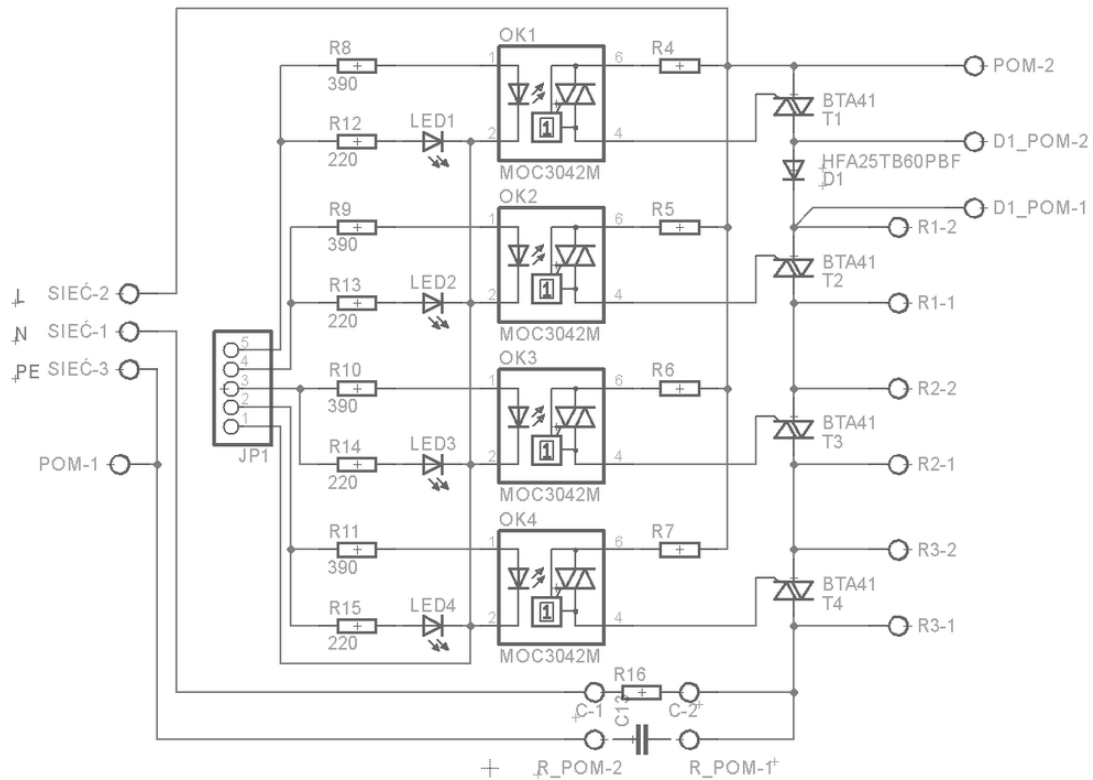 OK1
R8
1
6
R4
390
POM-2
BTA41
T1
R12
LED1
2
4
220
D1_POM-2
MOC3042M
HFA25TB60PBF
D1
OK2
R9
1
6
R5
390
D1_POM-1
R1-2
BTA41
T2
R13
LED2
2
4
220
R1-1
MOC3042M
L SIEĆ-2
N SIEĆ-1
PE SIEĆ-3
5
4
3
2
1
JP1
POM-1
OK3
R10
1
6
R6
390
R2-2
BTA41
T3
R14
LED3
2
4
220
R2-1
MOC3042M
OK4
R11
1
6
R7
390
R3-2
BTA41
T4
R15
LED4
2
4
220
R3-1
MOC3042M
R16
C-1
C-2
R_POM-2
R_POM-1
1
1
1
1